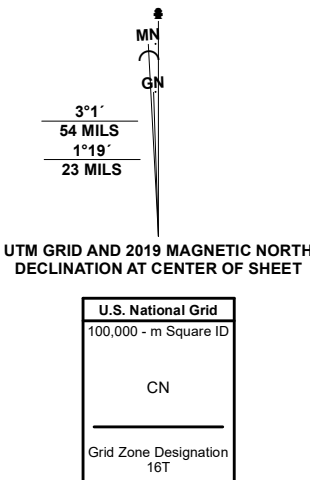 MN
GN
3°1´
54 MILS
1°19´
23 MILS
UTM GRID AND 2019 MAGNETIC NORTH
DECLINATION AT CENTER OF SHEET
U.S. National Grid
100,000 - m Square ID
CN
Grid Zone Designation
16T